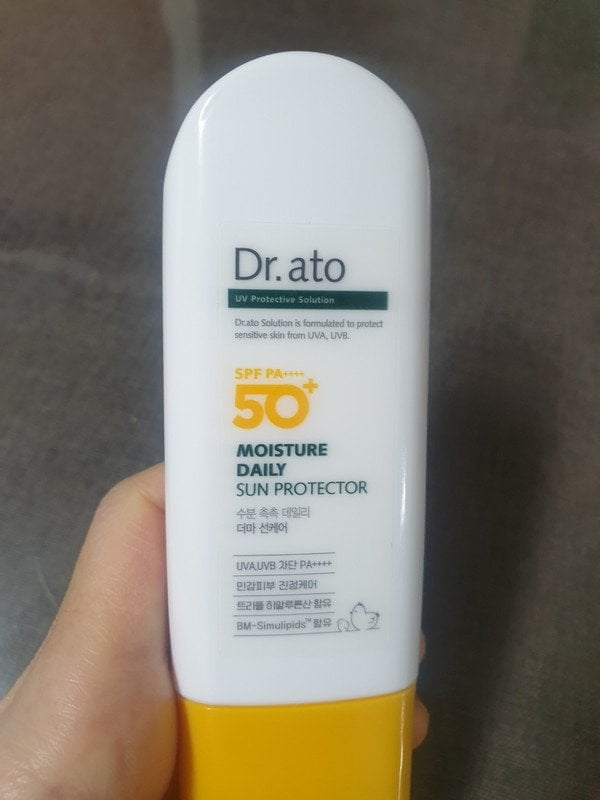 Dr.ato
UV Protective Solution
Dr.ato Solution is formulated to protect
sensitive skin from UVA, UVB.
SPF PA++++
50+
MOISTURE
DAILY
SUN PROTECTOR
수분 촉촉 데일리
더마 선케어
UVA,UVB 차단 PA++++
민감피부 진정케어
트리플 히알루론산 함유
BM-Simulipids™ 함유